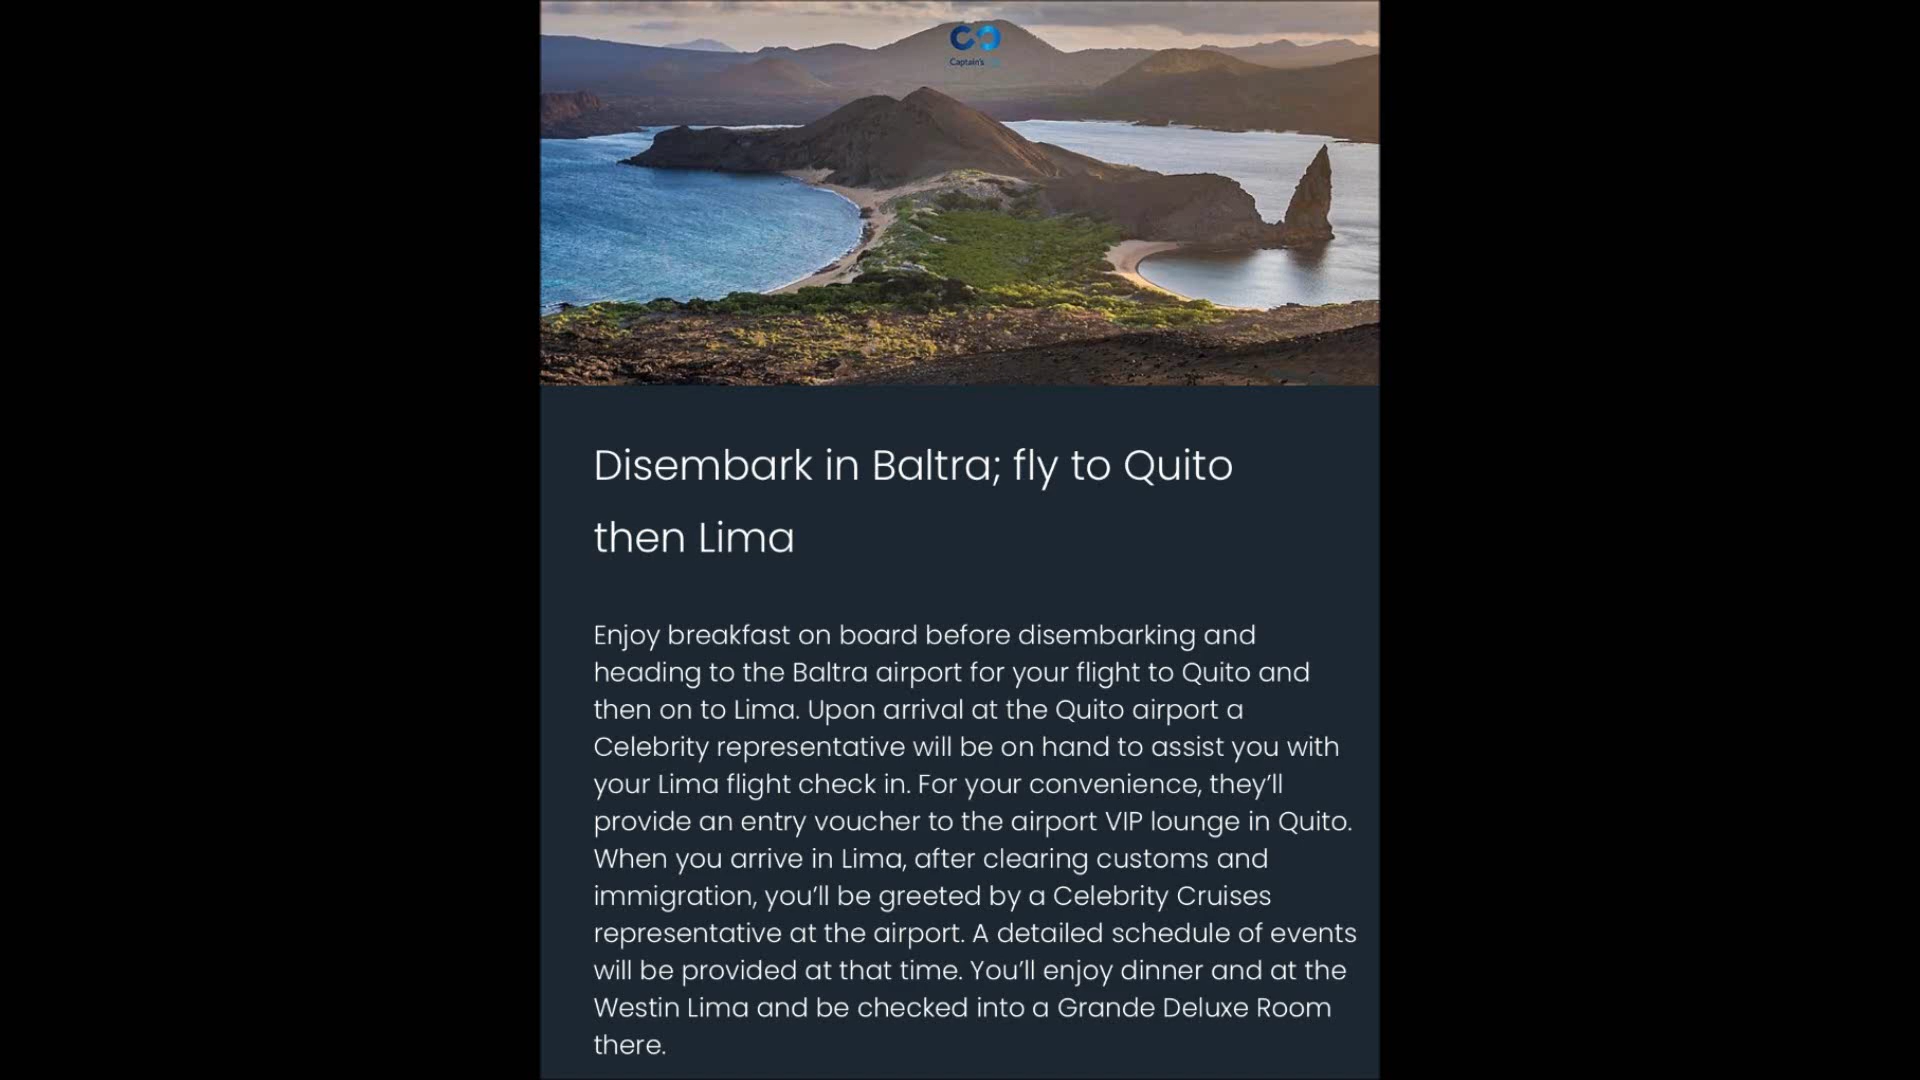 Captain's
Disembark in Baltra; fly to Quito
then Lima
Enjoy breakfast on board before disembarking and
heading to the Baltra airport for your flight to Quito and
then on to Lima. Upon arrival at the Quito airport a
Celebrity representative will be on hand to assist you with
your Lima flight check in. For your convenience, they’ll
provide an entry voucher to the airport VIP lounge in Quito.
When you arrive in Lima, after clearing customs and
immigration, you’ll be greeted by a Celebrity Cruises
representative at the airport. A detailed schedule of events
will be provided at that time. You’ll enjoy dinner and at the
Westin Lima and be checked into a Grande Deluxe Room
there.